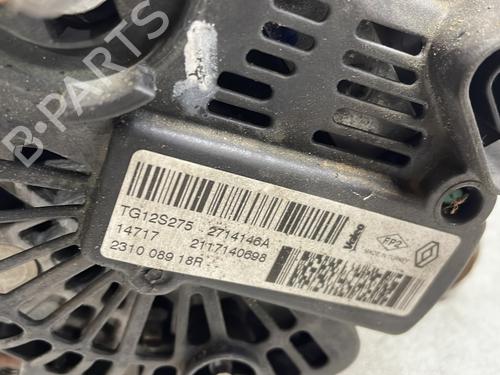 B-PARTS
TG12S275 2714146A
14717 2117140698
2310 089 18R
Valeo
FP2
MADE IN TURKEY